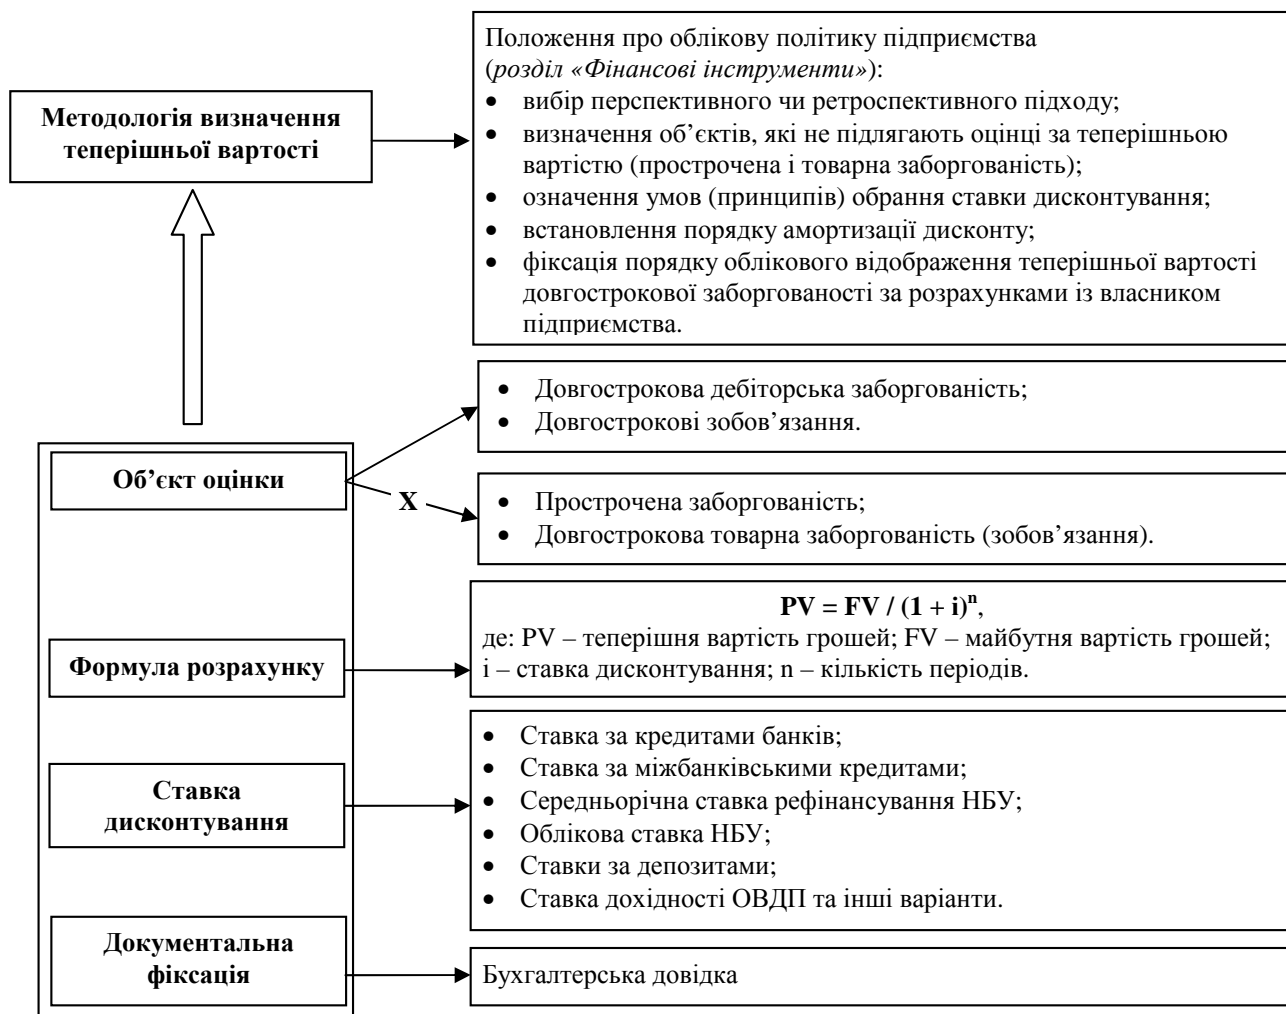 Методологія визначення
теперішньої вартості
Положення про облікову політику підприємства
(розділ «Фінансові інструменти»):
• вибір перспективного чи ретроспективного підходу;
• визначення об’єктів, які не підлягають оцінці за теперішньою
вартістю (прострочена і товарна заборгованість);
• означення умов (принципів) обрання ставки дисконтування;
• встановлення порядку амортизації дисконту;
• фіксація порядку облікового відображення теперішньої вартості
довгострокової заборгованості за розрахунками із власником
підприємства.
Об’єкт оцінки
• Довгострокова дебіторська заборгованість;
• Довгострокові зобов’язання.
X
• Прострочена заборгованість;
• Довгострокова товарна заборгованість (зобов’язання).
Формула розрахунку
PV = FV / (1 + i)ⁿ,
де: PV – теперішня вартість грошей; FV – майбутня вартість грошей;
i – ставка дисконтування; n – кількість періодів.
Ставка
дисконтування
• Ставка за кредитами банків;
• Ставка за міжбанківськими кредитами;
• Середньорічна ставка рефінансування НБУ;
• Облікова ставка НБУ;
• Ставки за депозитами;
• Ставка дохідності ОВДП та інші варіанти.
Документальна
фіксація
Бухгалтерська довідка